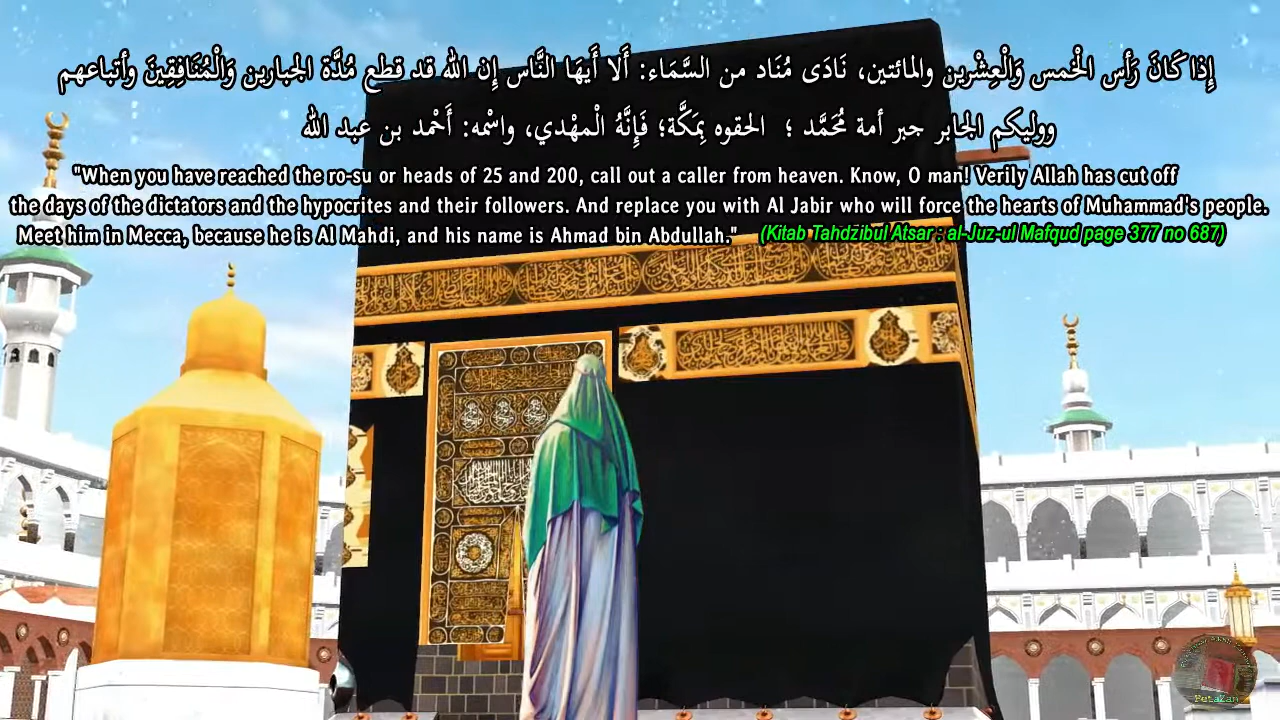 إِذا كَانَ رَأس الْخمس وَالْعِشْرين والمائتين، نَادَى مُنَاد من السَّمَاء: أَلا أَيهَا النَّاس إِن الله قد قطع مُدَّة الجبارين وَالْمُنَافِقِينَ وأتباعهم
ووليكم الجابر جبر أمة مُحَمَّد ؛ الحقوه بِمَكَّة؛ فَإِنَّهُ الْمهْدي، واسْمه: أَحْمد بن عبد الله
"When you have reached the ro-su or heads of 25 and 200, call out a caller from heaven. Know, O man! Verily Allah has cut off
the days of the dictators and the hypocrites and their followers. And replace you with Al Jabir who will force the hearts of Muhammad's people.
Meet him in Mecca, because he is Al Mahdi, and his name is Ahmad bin Abdullah." (Kitab Tahdzibul Atsar : al-Juz-ul Mafqud page 377 no 687)
PetaZan